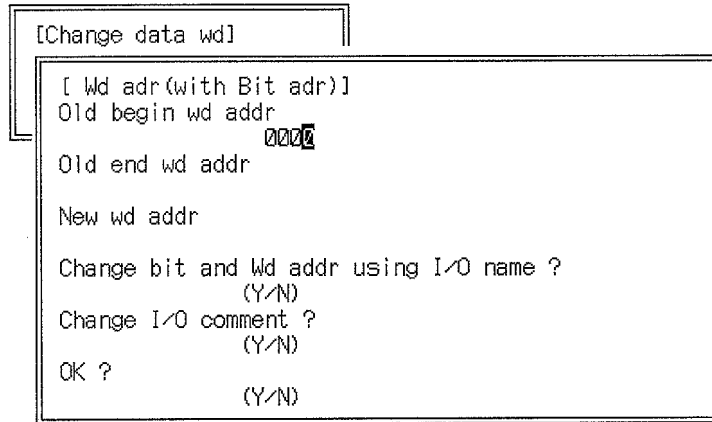 [Change data wd]
[ Wd adr(with Bit adr)]
Old begin wd addr
0000
Old end wd addr
New wd addr
Change bit and Wd addr using I/O name ?
(Y/N)
Change I/O comment ?
(Y/N)
OK ?
(Y/N)